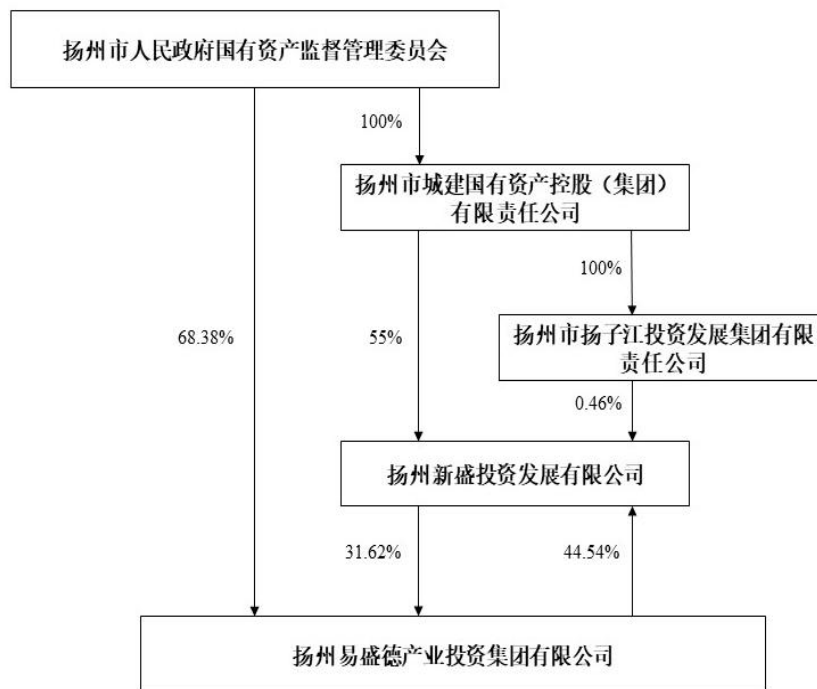 扬州市人民政府国有资产监督管理委员会
100%
扬州市城建国有资产控股（集团）
有限责任公司
100%
68.38%
55%
扬州市扬子江投资发展集团有限
责任公司
0.46%
扬州新盛投资发展有限公司
31.62%
44.54%
扬州易盛德产业投资集团有限公司